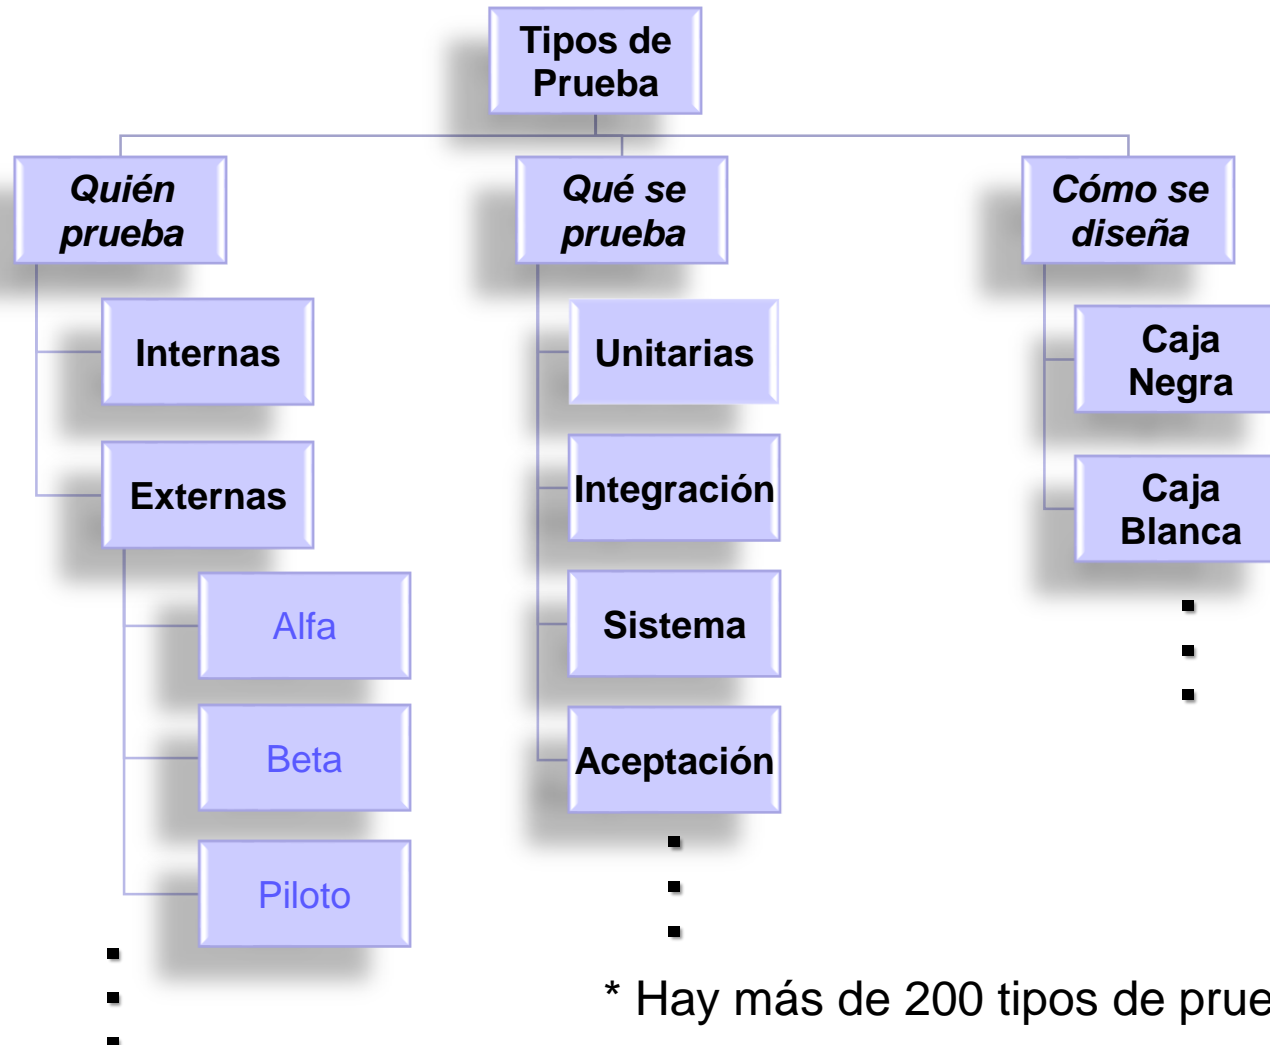 Tipos de
Prueba
Quién
prueba
Internas
Externas
Alfa
Beta
Piloto
Qué se
prueba
Unitarias
Integración
Sistema
Aceptación
Cómo se
diseña
Caja
Negra
Caja
Blanca
* Hay más de 200 tipos de prue